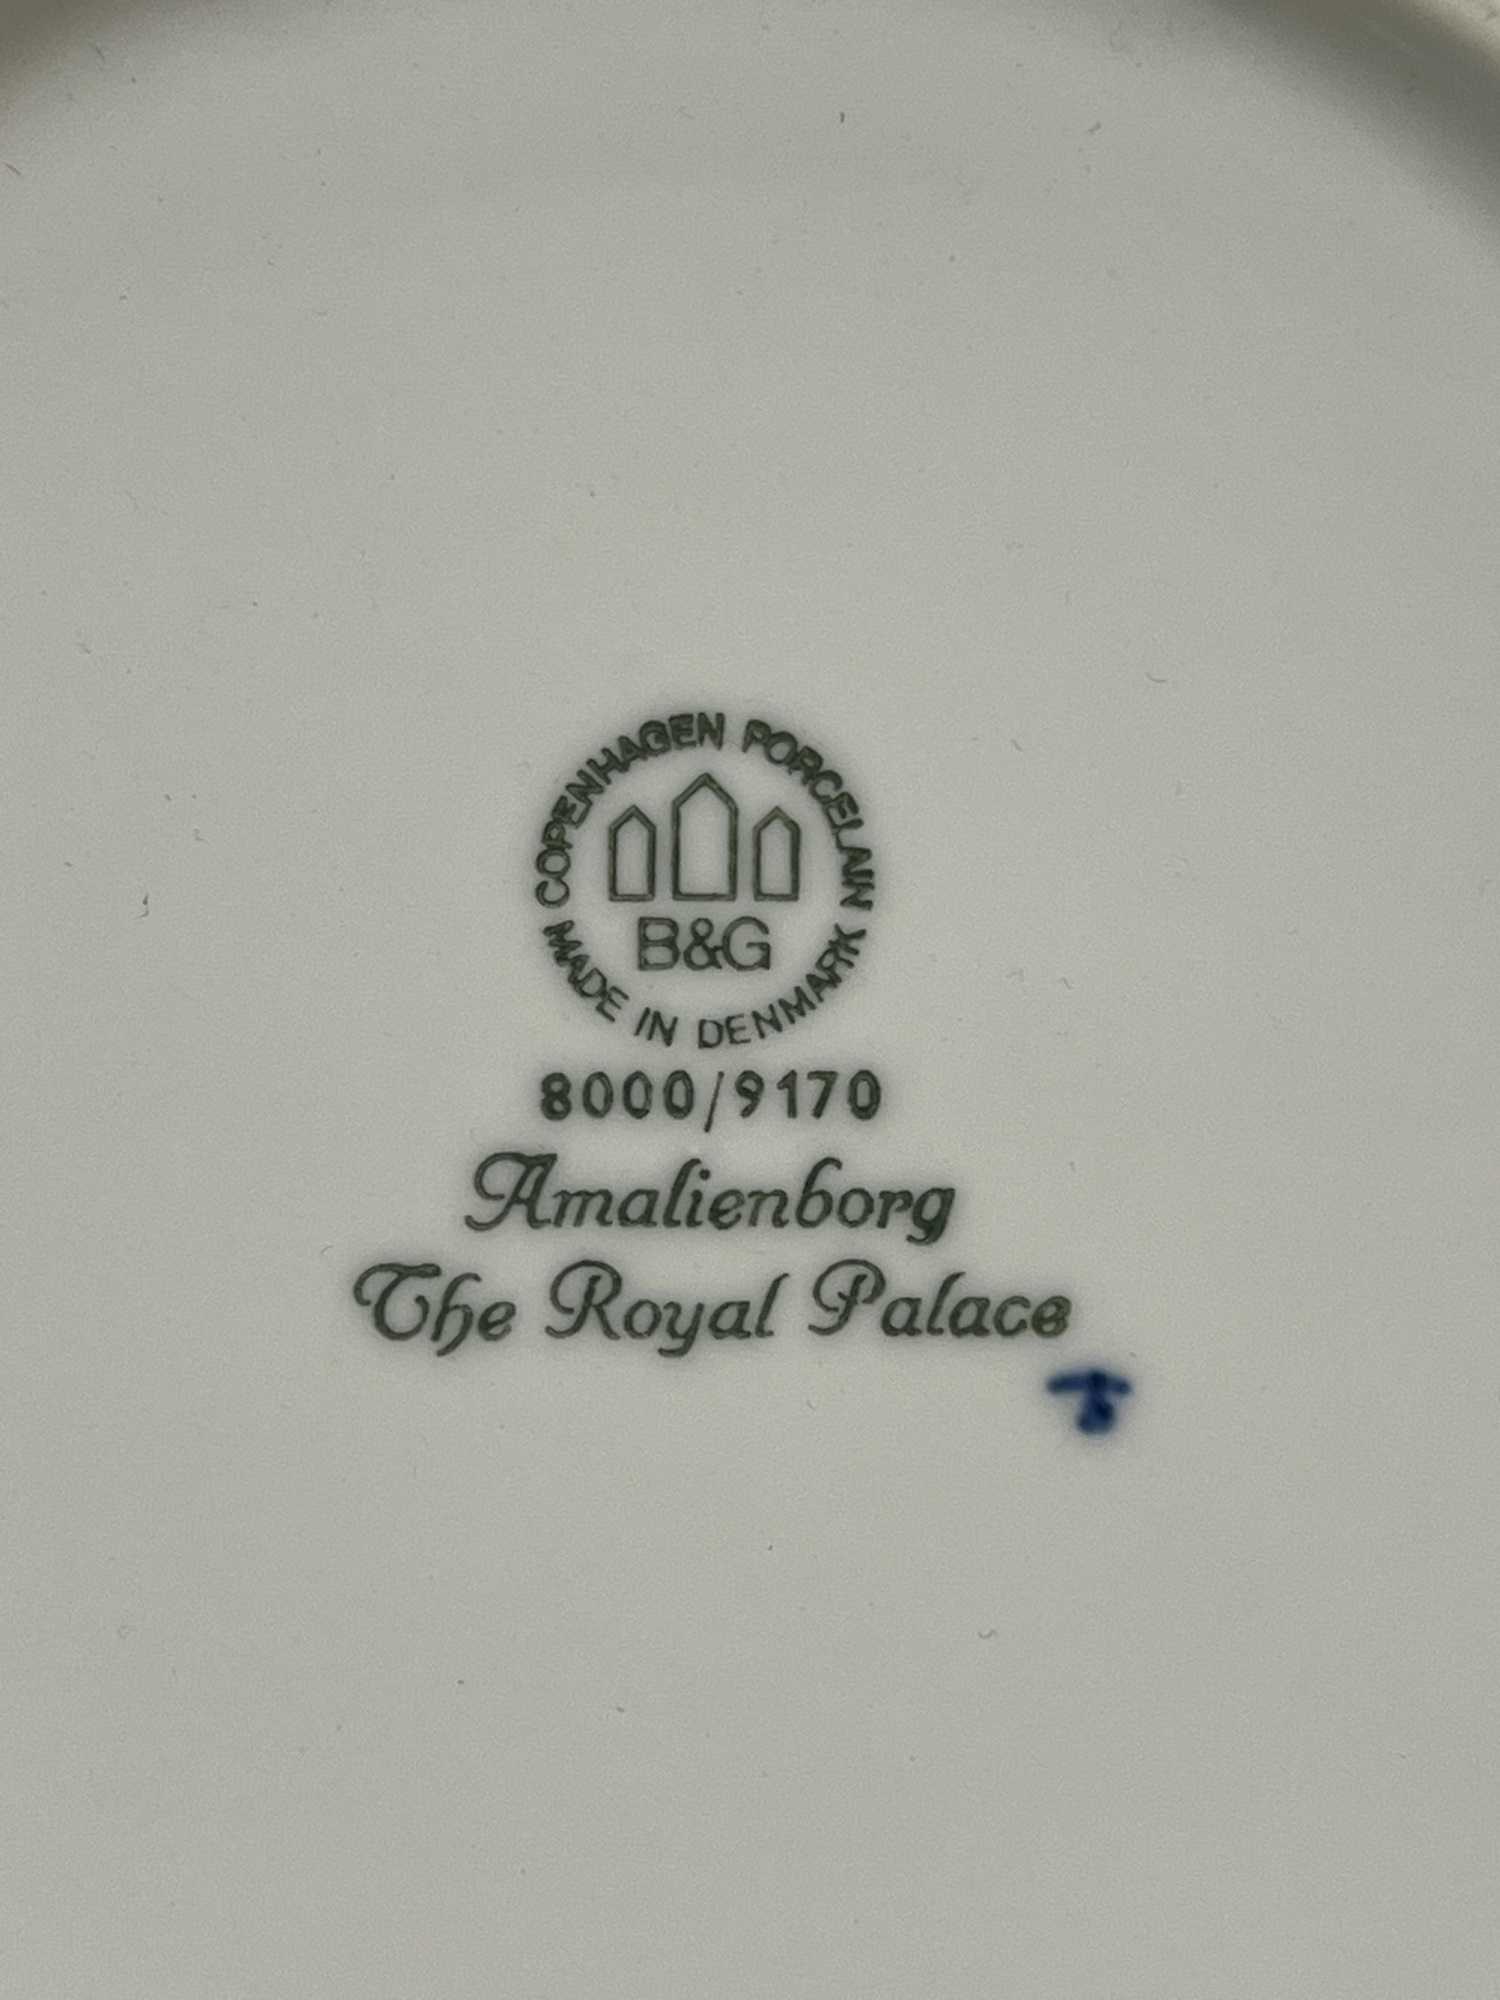 COPENHAGEN PORCELAIN
B&G
MADE IN DENMARK
8000/9170
Amalienborg
The Royal Palace